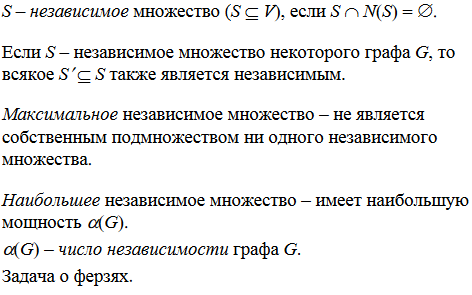 S – независимое множество (S ⊆ V), если S ∩ N(S) = ∅.
Если S – независимое множество некоторого графа G, то
всякое S′ ⊆ S также является независимым.
Максимальное независимое множество – не является
собственным подмножеством ни одного независимого
множества.
Наибольшее независимое множество – имеет наибольшую
мощность α(G).
α(G) – число независимости графа G.
Задача о ферзях.